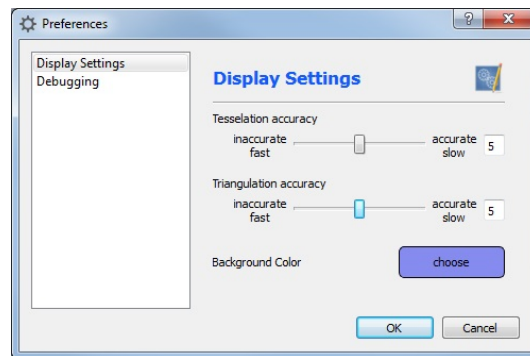 Preferences
?
Display Settings
Debugging
Display Settings
Tesselation accuracy
inaccurate fast
accurate slow
5
Triangulation accuracy
inaccurate fast
accurate slow
5
Background Color
choose
OK
Cancel